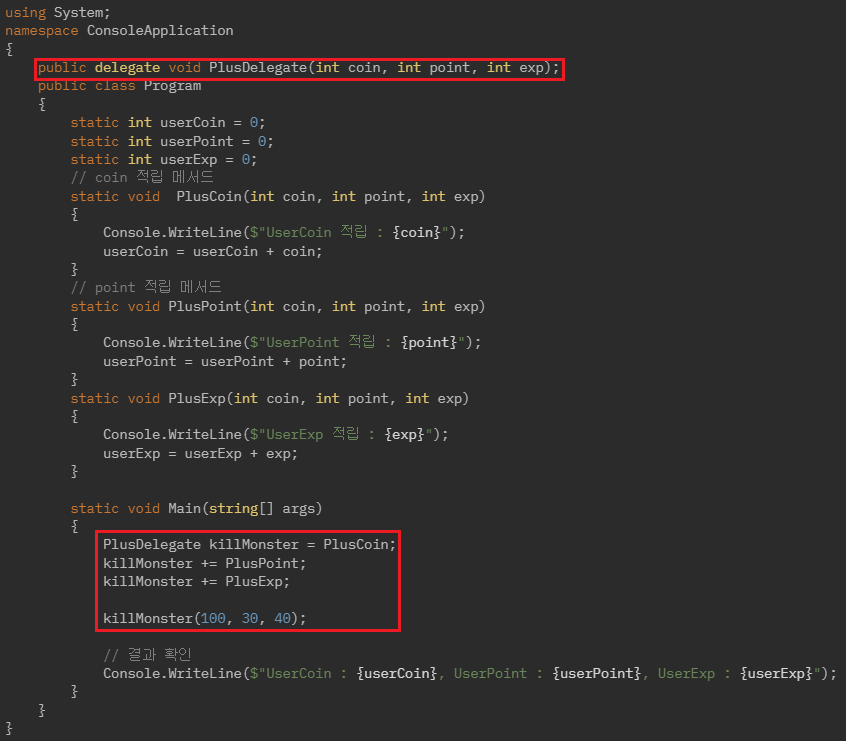 using System;
namespace ConsoleApplication
{
    public delegate void PlusDelegate(int coin, int point, int exp);
    public class Program
    {
        static int userCoin = 0;
        static int userPoint = 0;
        static int userExp = 0;
        // coin 적립 메서드
        static void  PlusCoin(int coin, int point, int exp)
        {
            Console.WriteLine($"UserCoin 적립 : {coin}");
            userCoin = userCoin + coin;
        }
        // point 적립 메서드
        static void PlusPoint(int coin, int point, int exp)
        {
            Console.WriteLine($"UserPoint 적립 : {point}");
            userPoint = userPoint + point;
        }
        static void PlusExp(int coin, int point, int exp)
        {
            Console.WriteLine($"UserExp 적립 : {exp}");
            userExp = userExp + exp;
        }

        static void Main(string[] args)
        {
            PlusDelegate killMonster = PlusCoin;
            killMonster += PlusPoint;
            killMonster += PlusExp;

            killMonster(100, 30, 40);

            // 결과 확인
            Console.WriteLine($"UserCoin : {userCoin}, UserPoint : {userPoint}, UserExp : {userExp}");
        }
    }
}